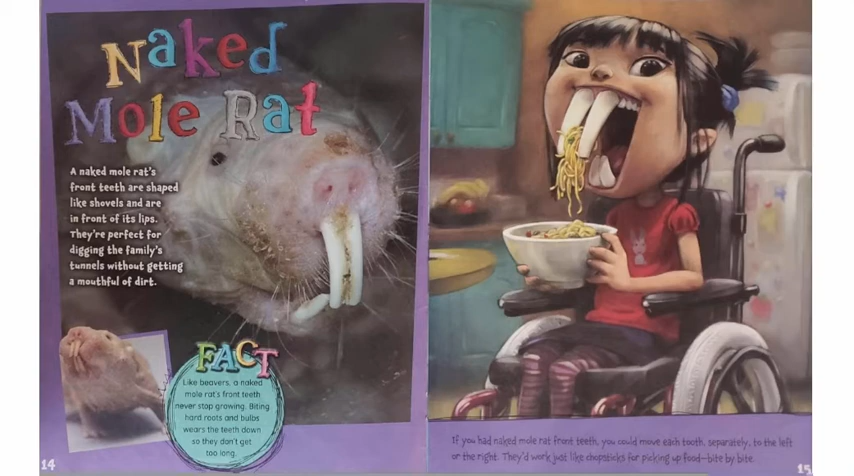 Naked
Mole Rat
A naked mole rat's
front teeth are shaped
like shovels and are
in front of its lips.
They're perfect for
digging the family's
tunnels without getting
a mouthful of dirt.
FACT
Like beavers, a naked
mole rat's front teeth
never stop growing. Biting
hard roots and bulbs
wears the teeth down
so they don't get
too long.
14
If you had naked mole rat front teeth, you could move each tooth, separately, to the left
or the right. They'd work just like chopsticks for picking up food—bite by bite.
15